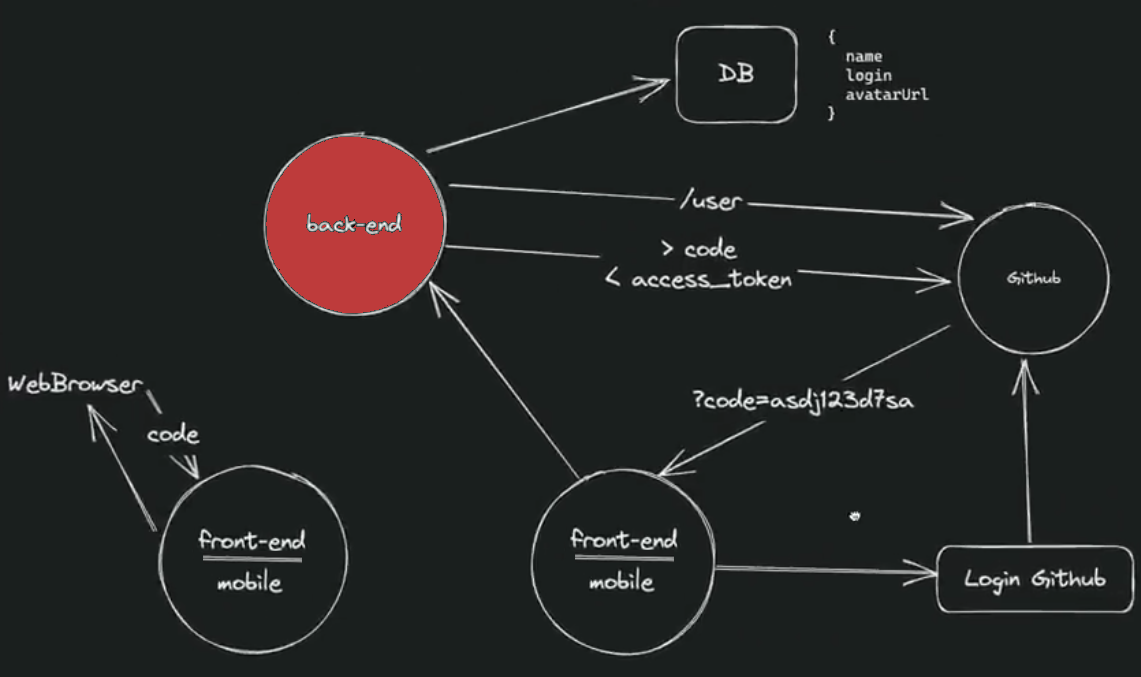 DB
{
name
login
avatarUrl
}
back-end
/user
> code
< access_token
Github
WebBrowser
code
?code=asdj123d7sa
front-end
mobile
front-end
mobile
Login Github